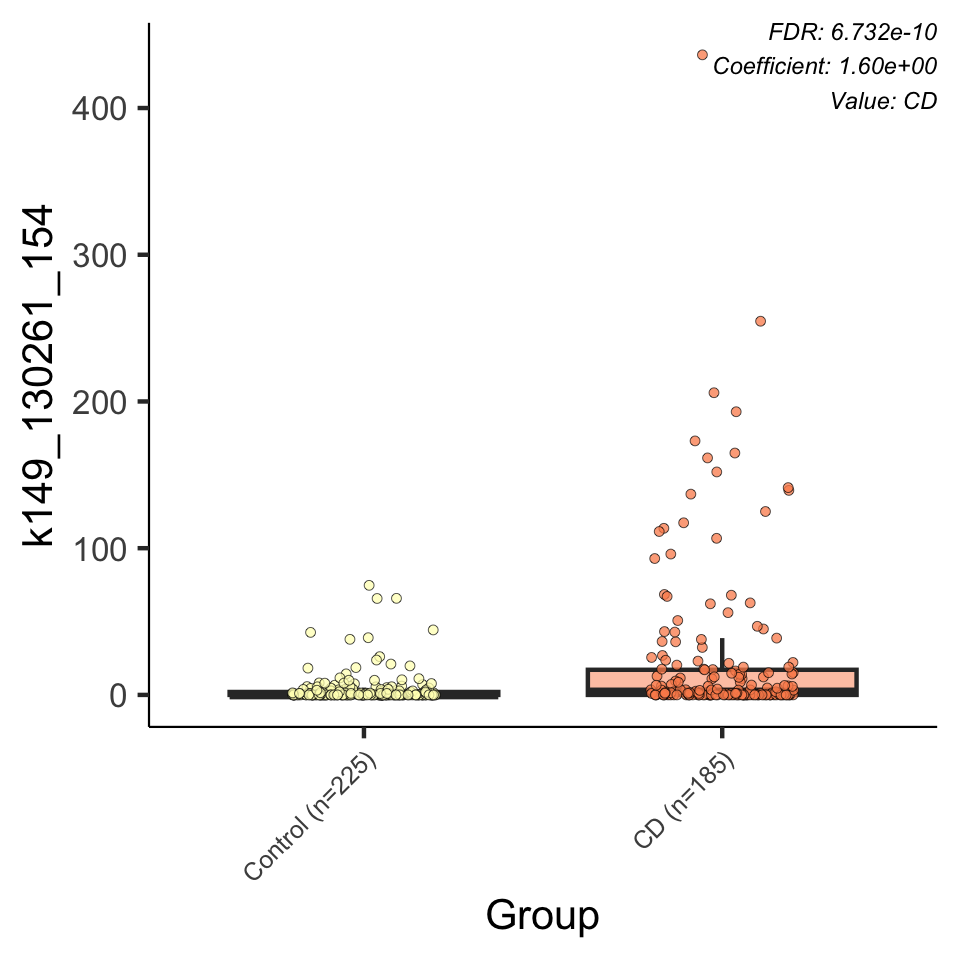 FDR: 6.732e-10
Coefficient: 1.60e+00
Value: CD
k149_130261_154
400
300
200
100
0
Control (n=225)
CD (n=185)
Group